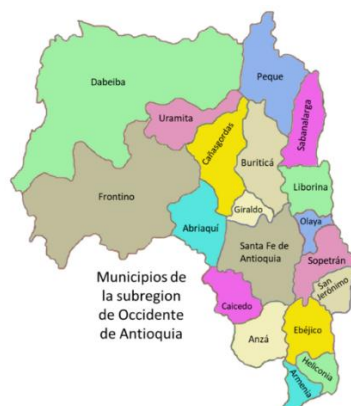 Dabeiba
Peque
Uramita
Sabanalarga
Cañasgordas
Buriticá
Frontino
Liborina
Giraldo
Olaya
Abriaquí
Santa Fe de
Antioquia
Sopetrán
San
Jerónimo
Municipios de
la subregion
de Occidente
de Antioquia
Caicedo
Ebéjico
Anzá
Heliconia
Armenia